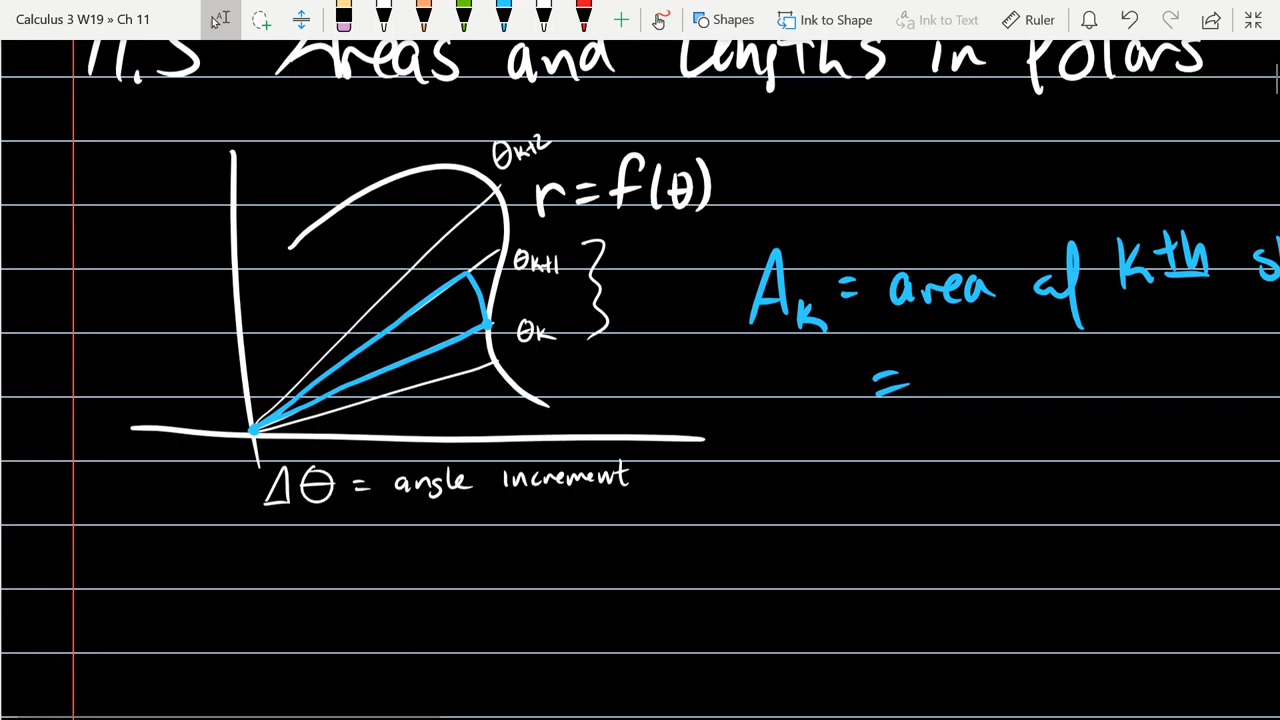 Calculus 3 W19 » Ch 11
Shapes Ink to Shape Ink to Text Ruler
11.5 Areas and Lengths in Polars
θk+2
r = f(θ)
θk+1
θk
Ak = area of kth
=
Δθ = angle increment